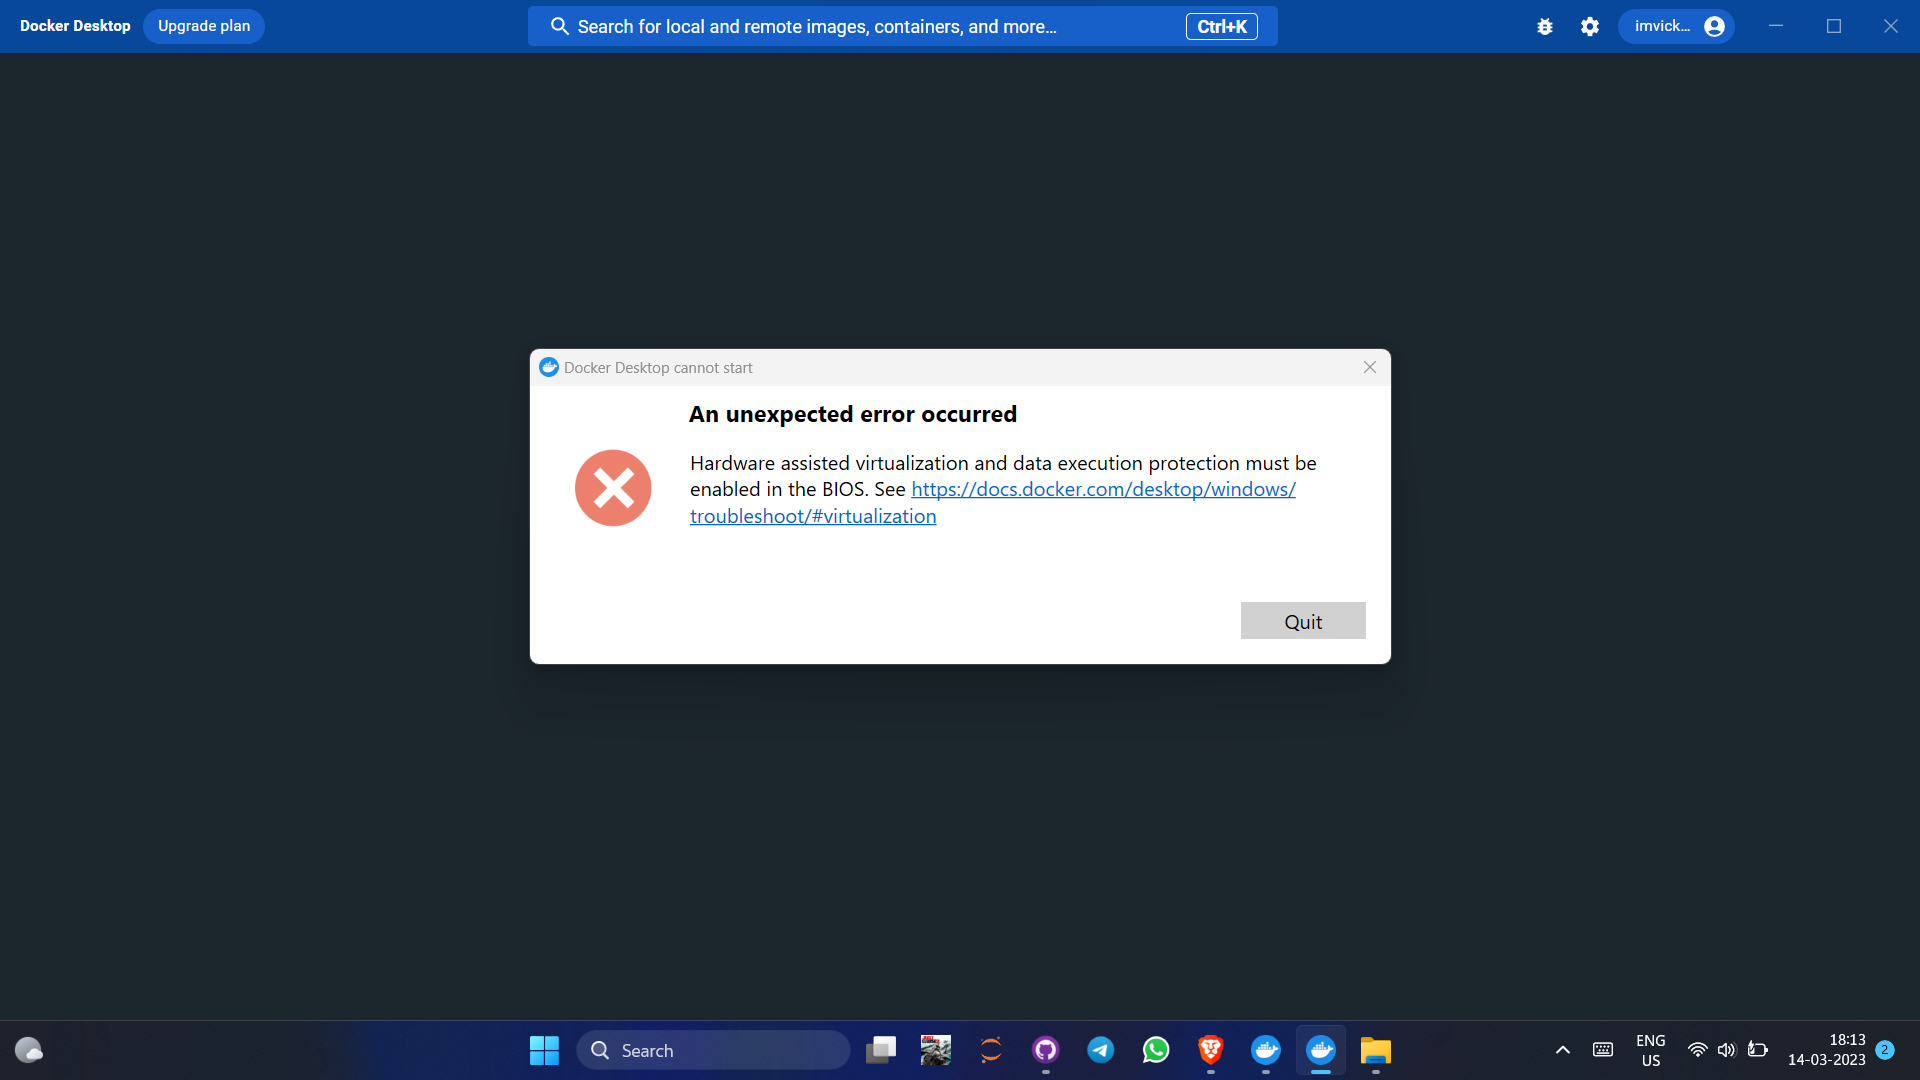 Docker Desktop
Upgrade plan
Search for local and remote images, containers, and more...
Ctrl+K
imvick...
Docker Desktop cannot start
An unexpected error occurred
Hardware assisted virtualization and data execution protection must be
enabled in the BIOS. See https://docs.docker.com/desktop/windows/
troubleshoot/#virtualization
Quit
Search
ENG
US
18:13
14-03-2023
2